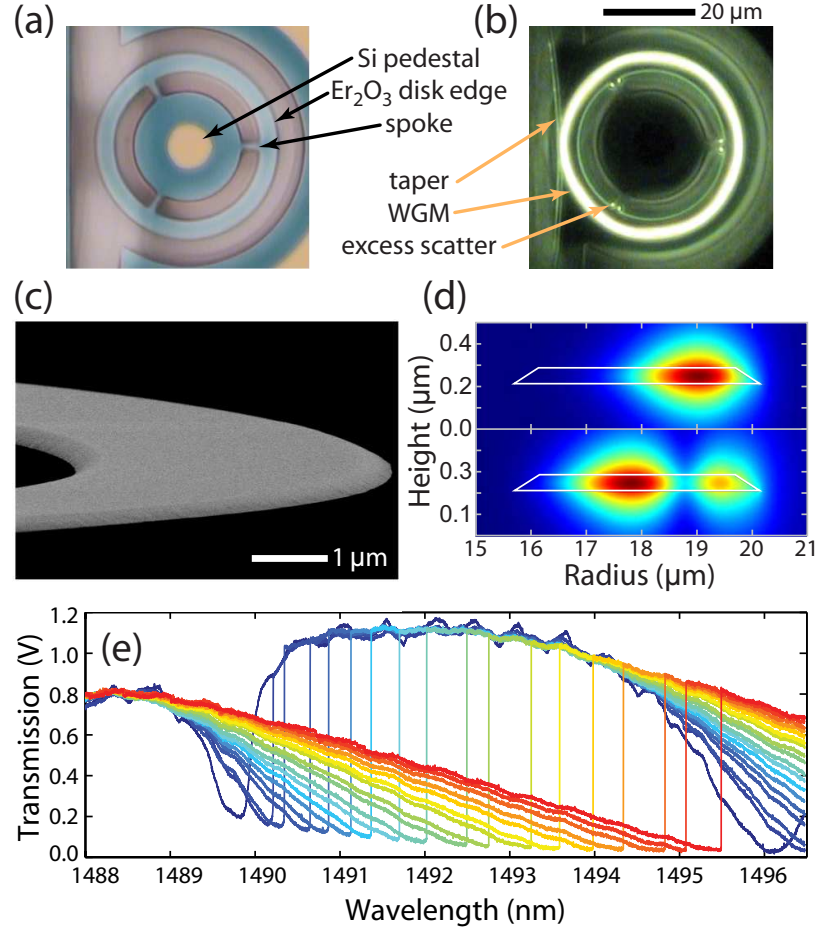 (a)
(b)
20 µm
Si pedestal
Er2O3 disk edge
spoke
taper
WGM
excess scatter
(c)
(d)
1 µm
Height (µm)
0.4
0.2
0.0
0.3
0.1
15 16 17 18 19 20 21
Radius (µm)
(e)
Transmission (V)
1.2
1.0
0.8
0.6
0.4
0.2
0.0
1488 1489 1490 1491 1492 1493 1494 1495 1496
Wavelength (nm)